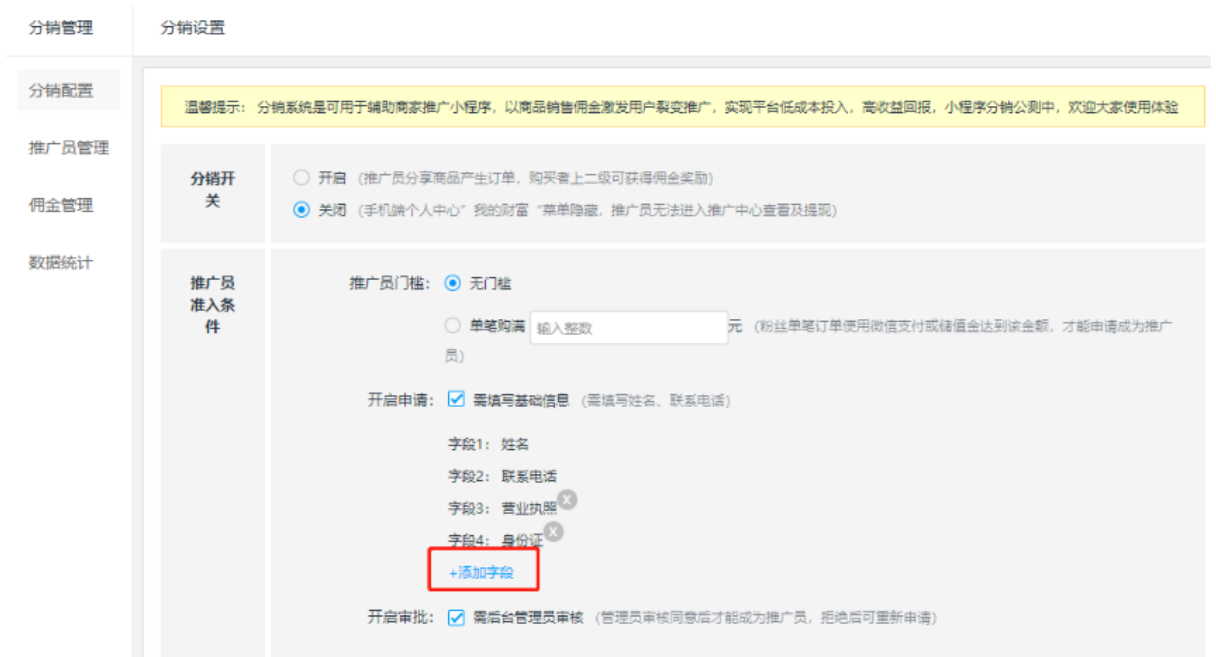 分销管理
分销设置
分销配置
推广员管理
佣金管理
数据统计
温馨提示： 分销系统是可用于辅助商家推广小程序，以商品销售佣金激发用户裂变推广，实现平台低成本投入，高收益回报，小程序分销公测中，欢迎大家使用体验
分销开
关
开启 (推广员分享商品产生订单，购买者上二级可获得佣金奖励)
关闭 (手机端个人中心”我的财富“菜单隐藏，推广员无法进入推广中心查看及提现)
推广员
准入条
件
推广员门槛： 无门槛
单笔购满 输入整数 元 (粉丝单笔订单使用微信支付或储值金达到该金额，才能申请成为推广
员)
开启申请： 需填写基础信息 (需填写姓名、联系电话)
字段1： 姓名
字段2： 联系电话
字段3： 营业执照 X
字段4： 身份证 X
+添加字段
开启审批： 需后台管理员审核 (管理员审核同意后才能成为推广员，拒绝后可重新申请)